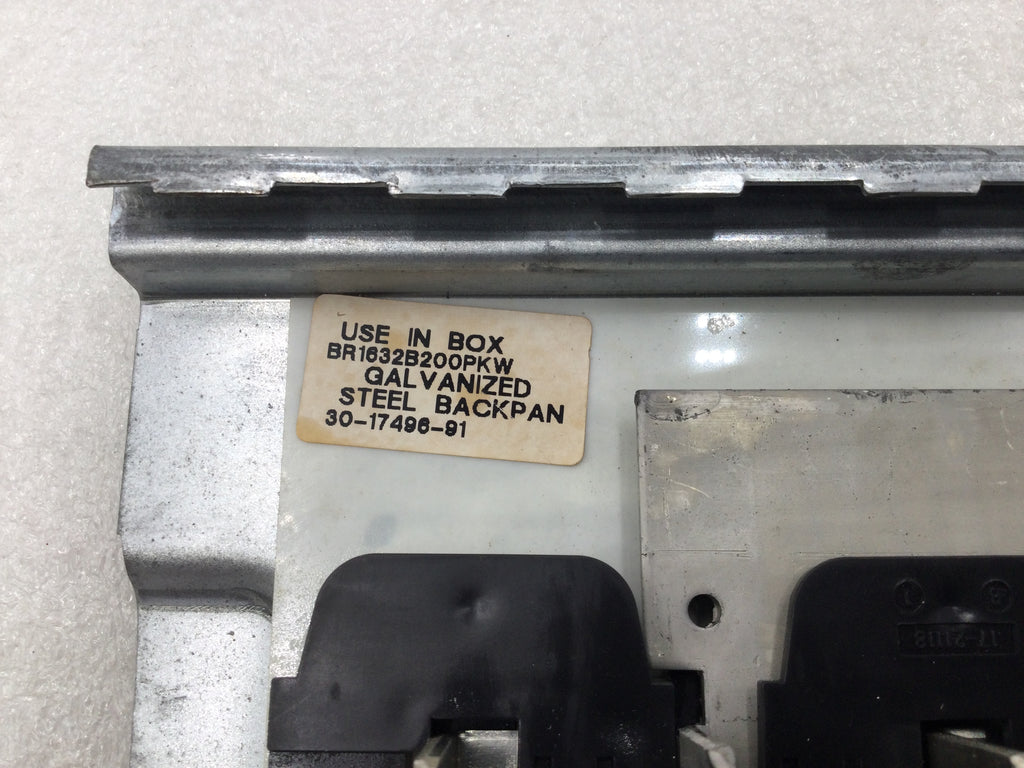 USE IN BOX
BR1632B200PKW
GALVANIZED
STEEL BACKPAN
30-17496-91